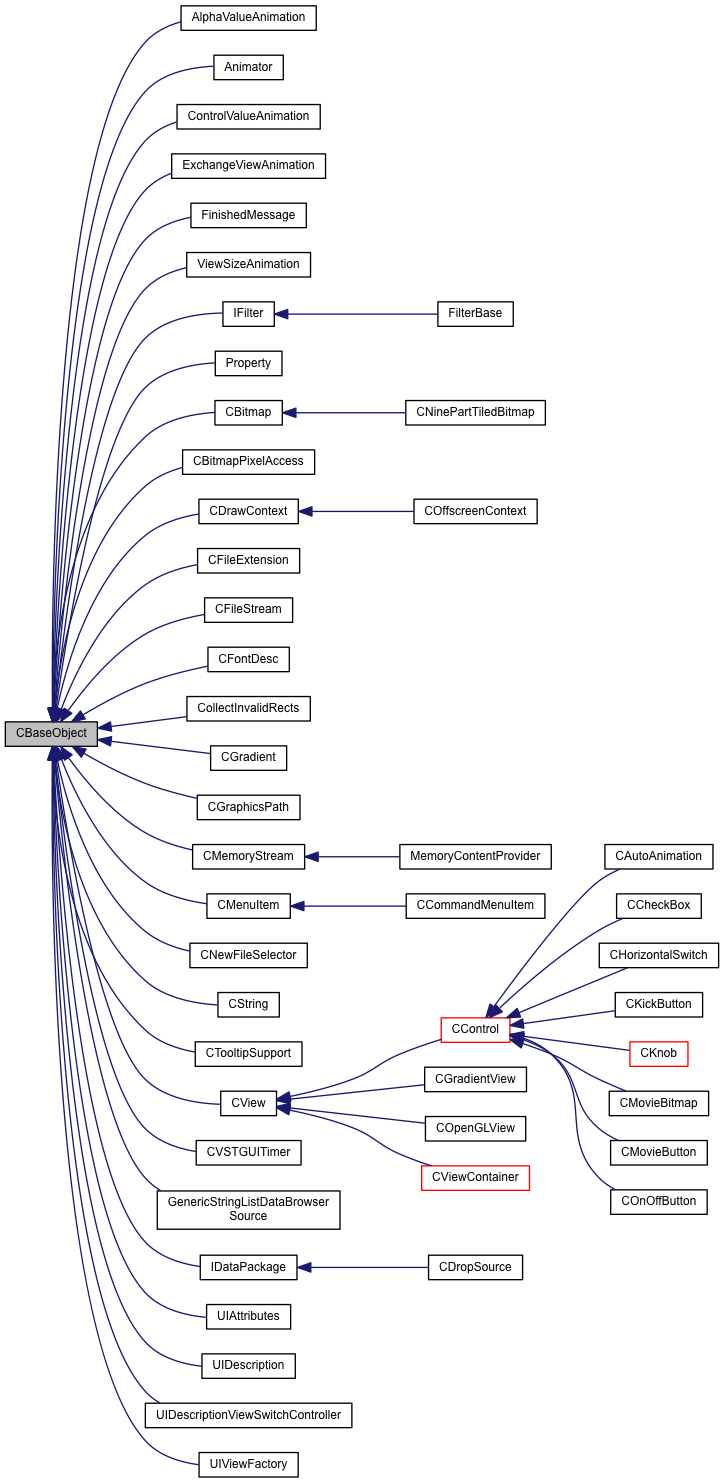 AlphaValueAnimation
Animator
ControlValueAnimation
ExchangeViewAnimation
FinishedMessage
ViewSizeAnimation
IFilter
FilterBase
Property
CBitmap
CNinePartTiledBitmap
CBitmapPixelAccess
CDrawContext
COffscreenContext
CFileExtension
CFileStream
CFontDesc
CollectInvalidRects
CBaseObject
CGradient
CGraphicsPath
CMemoryStream
MemoryContentProvider
CAutoAnimation
CMenuItem
CCommandMenuItem
CCheckBox
CNewFileSelector
CHorizontalSwitch
CString
CKickButton
CControl
CTooltipSupport
CKnob
CGradientView
CView
CMovieBitmap
COpenGLView
CVSTGUITimer
CMovieButton
CViewContainer
GenericStringListDataBrowser
Source
COnOffButton
IDataPackage
CDropSource
UIAttributes
UIDescription
UIDescriptionViewSwitchController
UIViewFactory